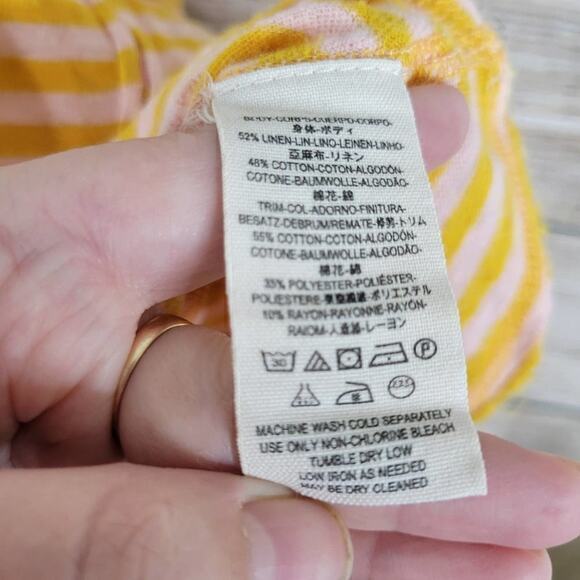 BODY-CORPS-CUERPO-CORPO-
身体-ボディ
52% LINEN-LIN-LINO-LEINEN-LINHO-
亞麻布-リネン
48% COTTON-COTON-ALGODÓN-
COTONE-BAUMWOLLE-ALGODÃO-
棉花-綿
TRIM-COL-ADORNO-FINITURA-
BESATZ-DEBRUM/REMATE-修剪-トリム
55% COTTON-COTON-ALGODÓN-
COTONE-BAUMWOLLE-ALGODÃO-
棉花-綿
35% POLYESTER-POLIÉSTER-
POLIESTERE-聚酯纖維-ポリエステル
10% RAYON-RAYONNE-RAYÓN-
RAIOM-人造絲-レーヨン
30 P
MACHINE WASH COLD SEPARATELY
USE ONLY NON-CHLORINE BLEACH
TUMBLE DRY LOW
LOW IRON AS NEEDED
MAY BE DRY CLEANED